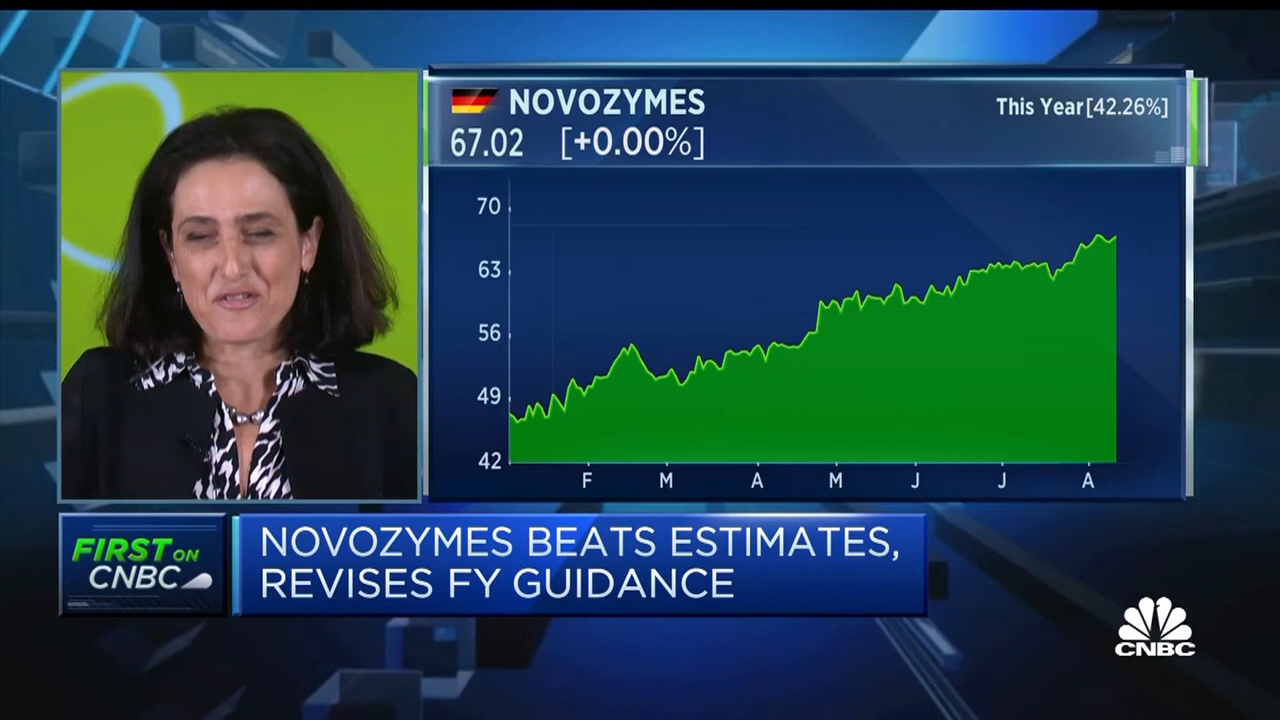 NOVOZYMES
This Year[42.26%]
67.02 [+0.00%]
70
63
56
49
42
F M A M J J A
FIRST ON
CNBC
NOVOZYMES BEATS ESTIMATES,
REVISES FY GUIDANCE
CNBC